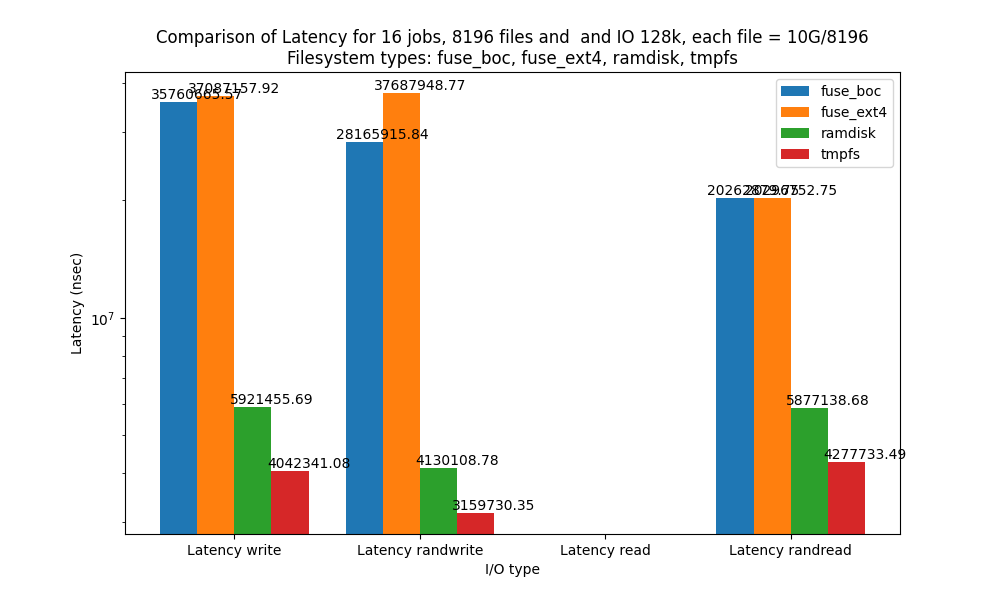 Comparison of Latency for 16 jobs, 8196 files and  and IO 128k, each file = 10G/8196
Filesystem types: fuse_boc, fuse_ext4, ramdisk, tmpfs
fuse_boc
fuse_ext4
ramdisk
tmpfs
35760665.57
37087157.92
5921455.69
4042341.08
28165915.84
37687948.77
4130108.78
3159730.35
5877138.68
4277733.49
Latency (nsec)
10^7
Latency write
Latency randwrite
Latency read
Latency randread
I/O type